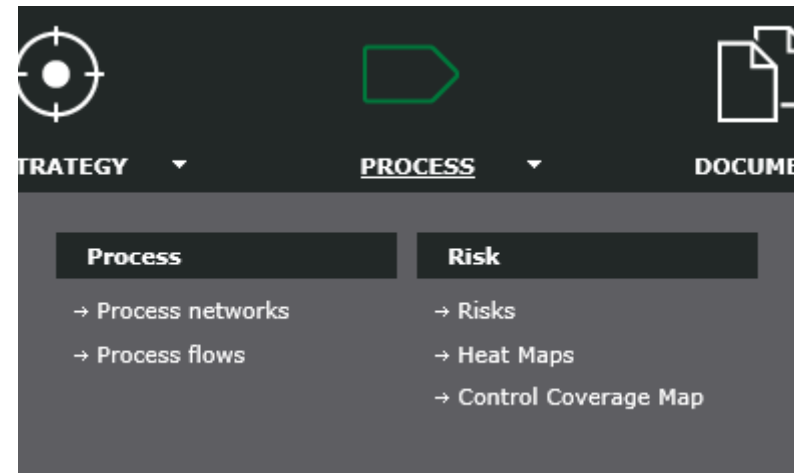 TRATEGY PROCESS DOCUME
Process
→ Process networks
→ Process flows
Risk
→ Risks
→ Heat Maps
→ Control Coverage Map